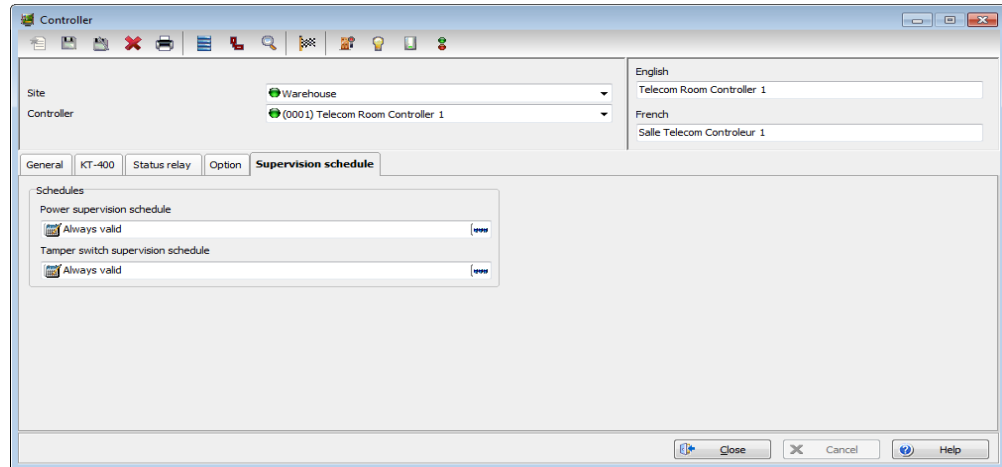 Controller
English
Site
Warehouse
Telecom Room Controller 1
Controller
(0001) Telecom Room Controller 1
French
Salle Telecom Controleur 1
General
KT-400
Status relay
Option
Supervision schedule
Schedules
Power supervision schedule
Always valid
Tamper switch supervision schedule
Always valid
Close
Cancel
Help